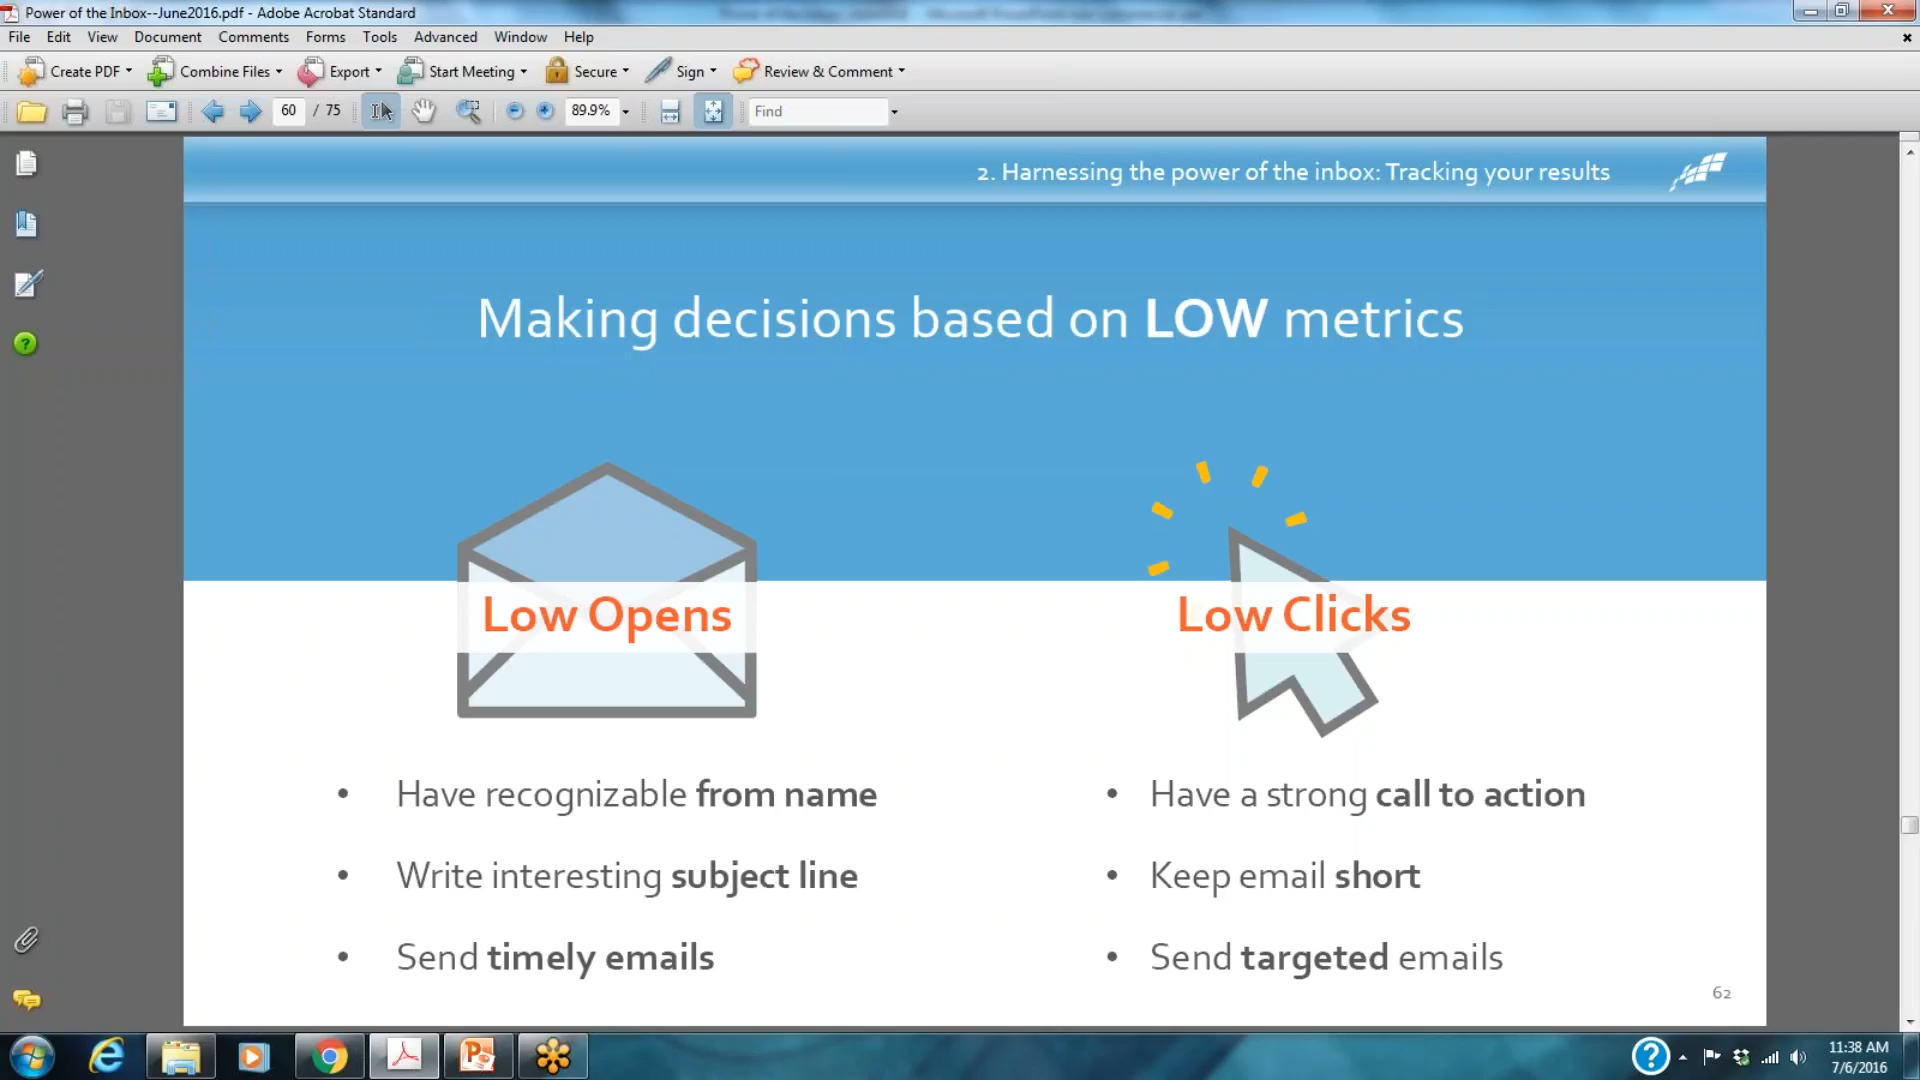 Power of the Inbox--June2016.pdf - Adobe Acrobat Standard
File Edit View Document Comments Forms Tools Advanced Window Help
Create PDF Combine Files Export Start Meeting Secure Sign Review & Comment
60 / 75 89.9% Find
2. Harnessing the power of the inbox: Tracking your results
Making decisions based on LOW metrics
Low Opens
• Have recognizable from name
• Write interesting subject line
• Send timely emails
Low Clicks
• Have a strong call to action
• Keep email short
• Send targeted emails
62
11:38 AM
7/6/2016